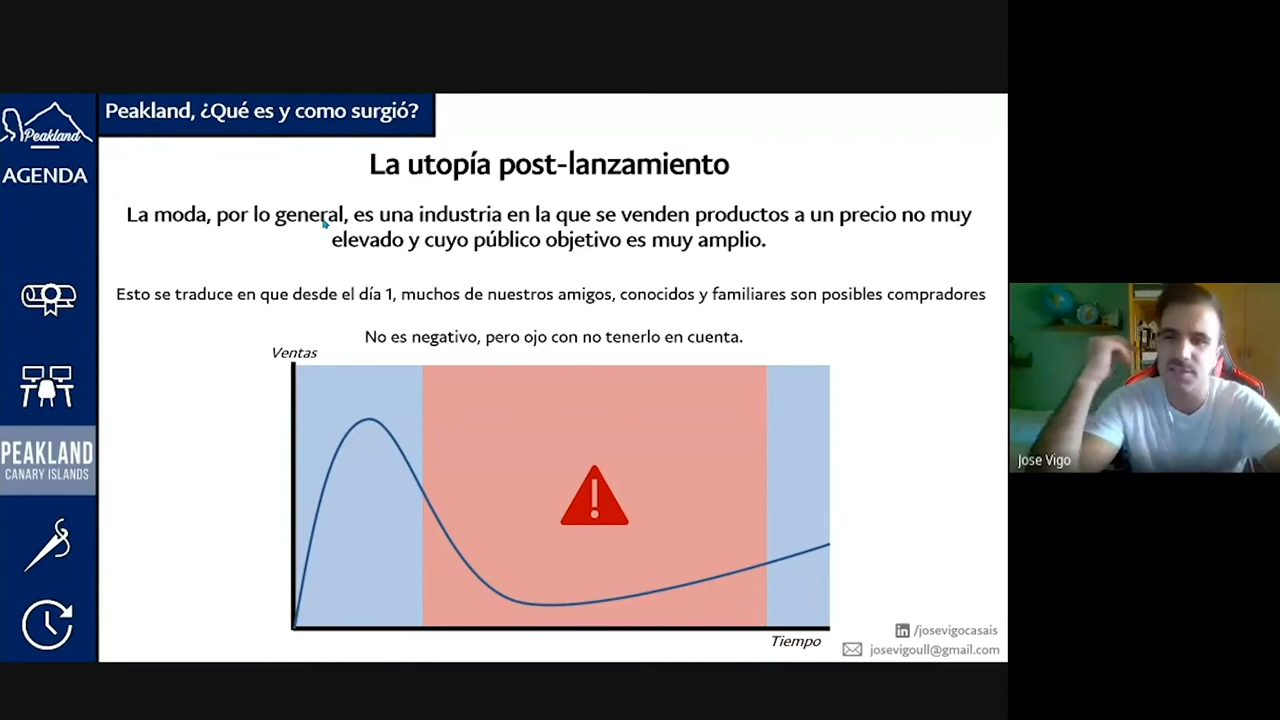 Peakland, ¿Qué es y como surgió?
Peakland
AGENDA
La utopía post-lanzamiento
La moda, por lo general, es una industria en la que se venden productos a un precio no muy
elevado y cuyo público objetivo es muy amplio.
Esto se traduce en que desde el día 1, muchos de nuestros amigos, conocidos y familiares son posibles compradores
No es negativo, pero ojo con no tenerlo en cuenta.
Ventas
PEAKLAND
CANARY ISLANDS
Tiempo
in /josevigocasais
josevigoull@gmail.com
Jose Vigo